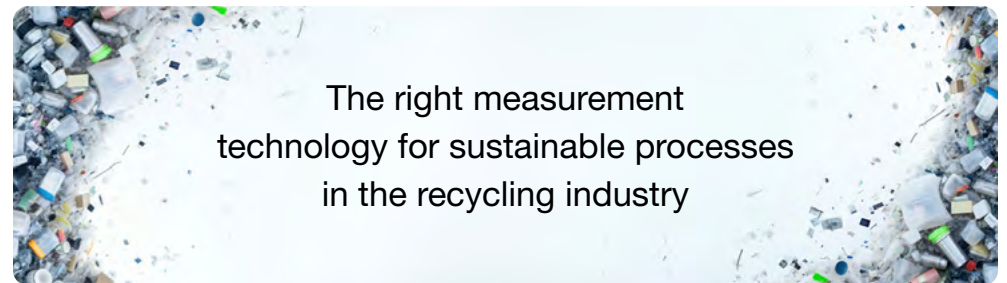 The right measurement
technology for sustainable processes
in the recycling industry